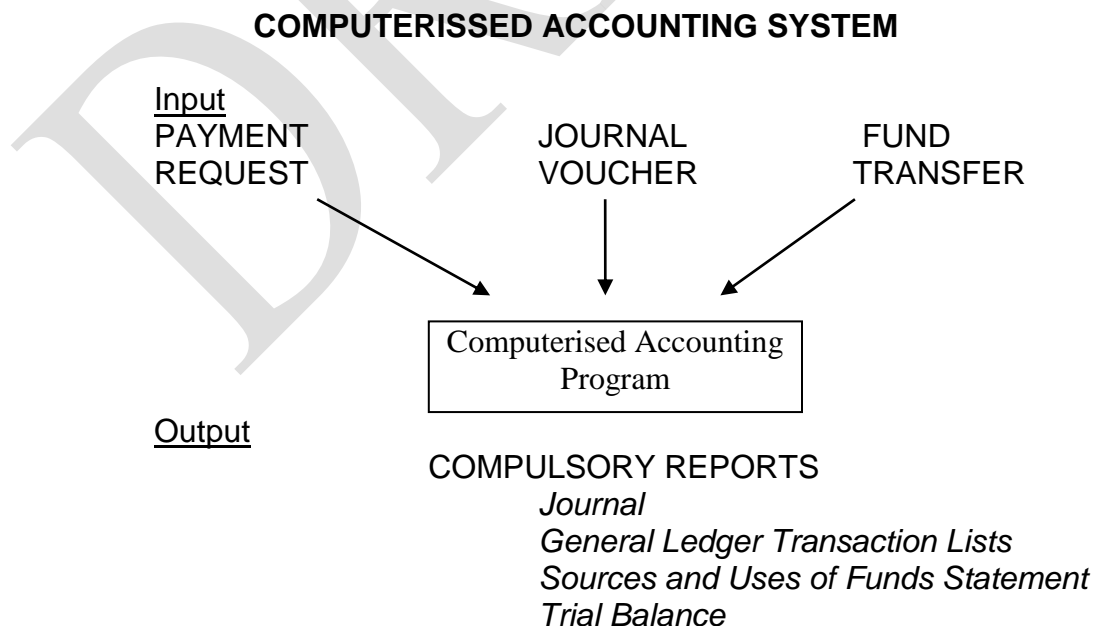 COMPUTERISSED ACCOUNTING SYSTEM
Input
PAYMENT JOURNAL FUND
REQUEST VOUCHER TRANSFER
Computerised Accounting
Program
Output
COMPULSORY REPORTS
Journal
General Ledger Transaction Lists
Sources and Uses of Funds Statement
Trial Balance